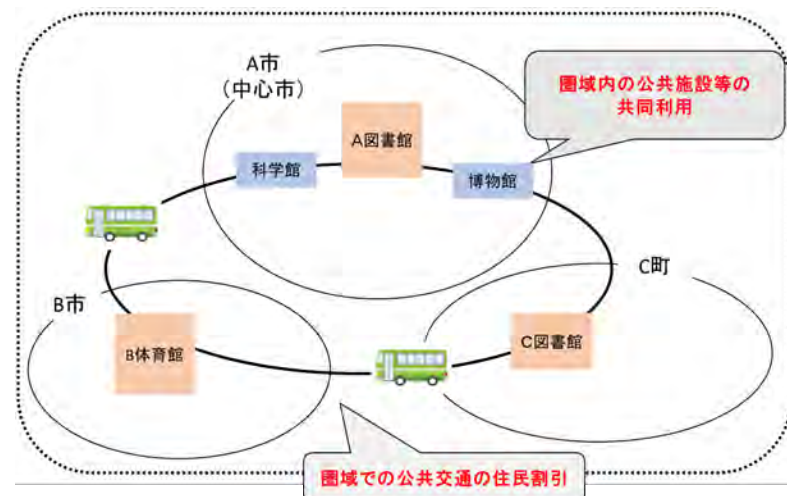 A市
（中心市）
圏域内の公共施設等の
共同利用
A図書館
科学館
博物館
C町
B市
C図書館
B体育館
圏域での公共交通の住民割引